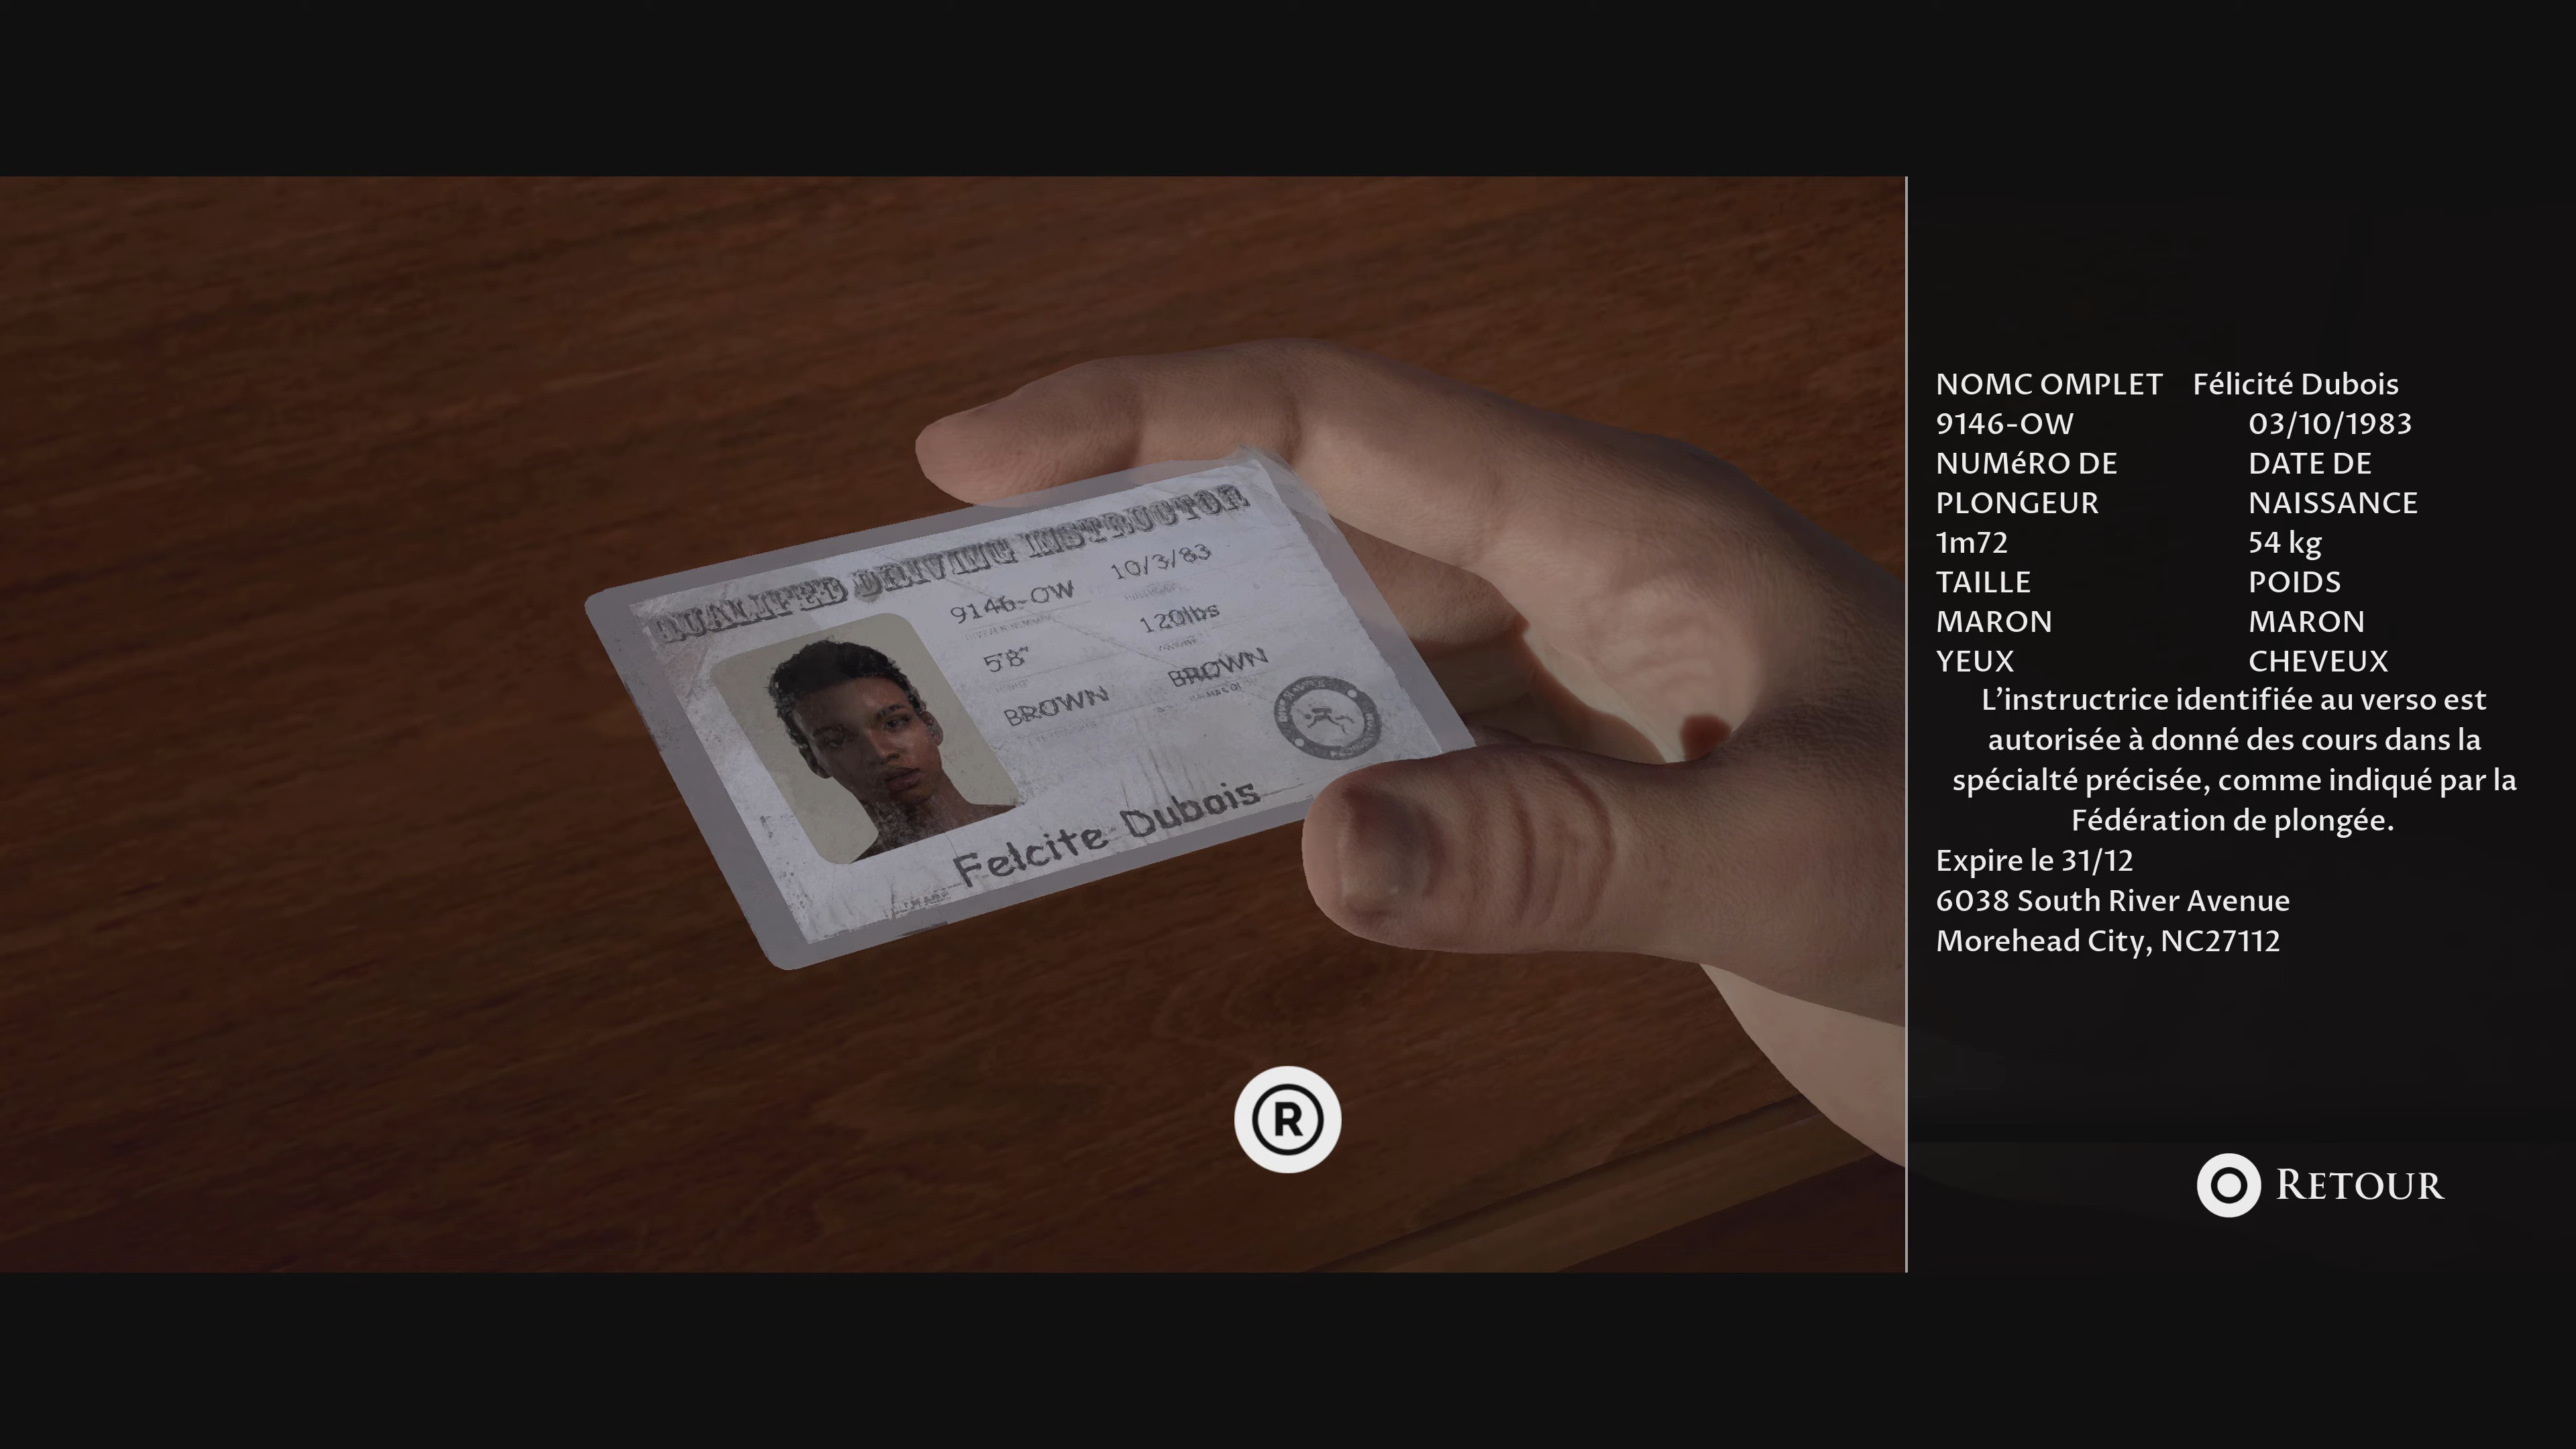 QUALIFED DRIVING INSTRUCTOR
9146-OW 10/3/83
5'8" 120lbs
BROWN BROWN
Felcite Dubois
R
NOMC OMPLET Félicité Dubois
9146-OW 03/10/1983
NUMéRO DE DATE DE
PLONGEUR NAISSANCE
1m72 54 kg
TAILLE POIDS
MARON MARON
YEUX CHEVEUX
L'instructrice identifiée au verso est
autorisée à donné des cours dans la
spécialté précisée, comme indiqué par la
Fédération de plongée.
Expire le 31/12
6038 South River Avenue
Morehead City, NC27112
RETOUR